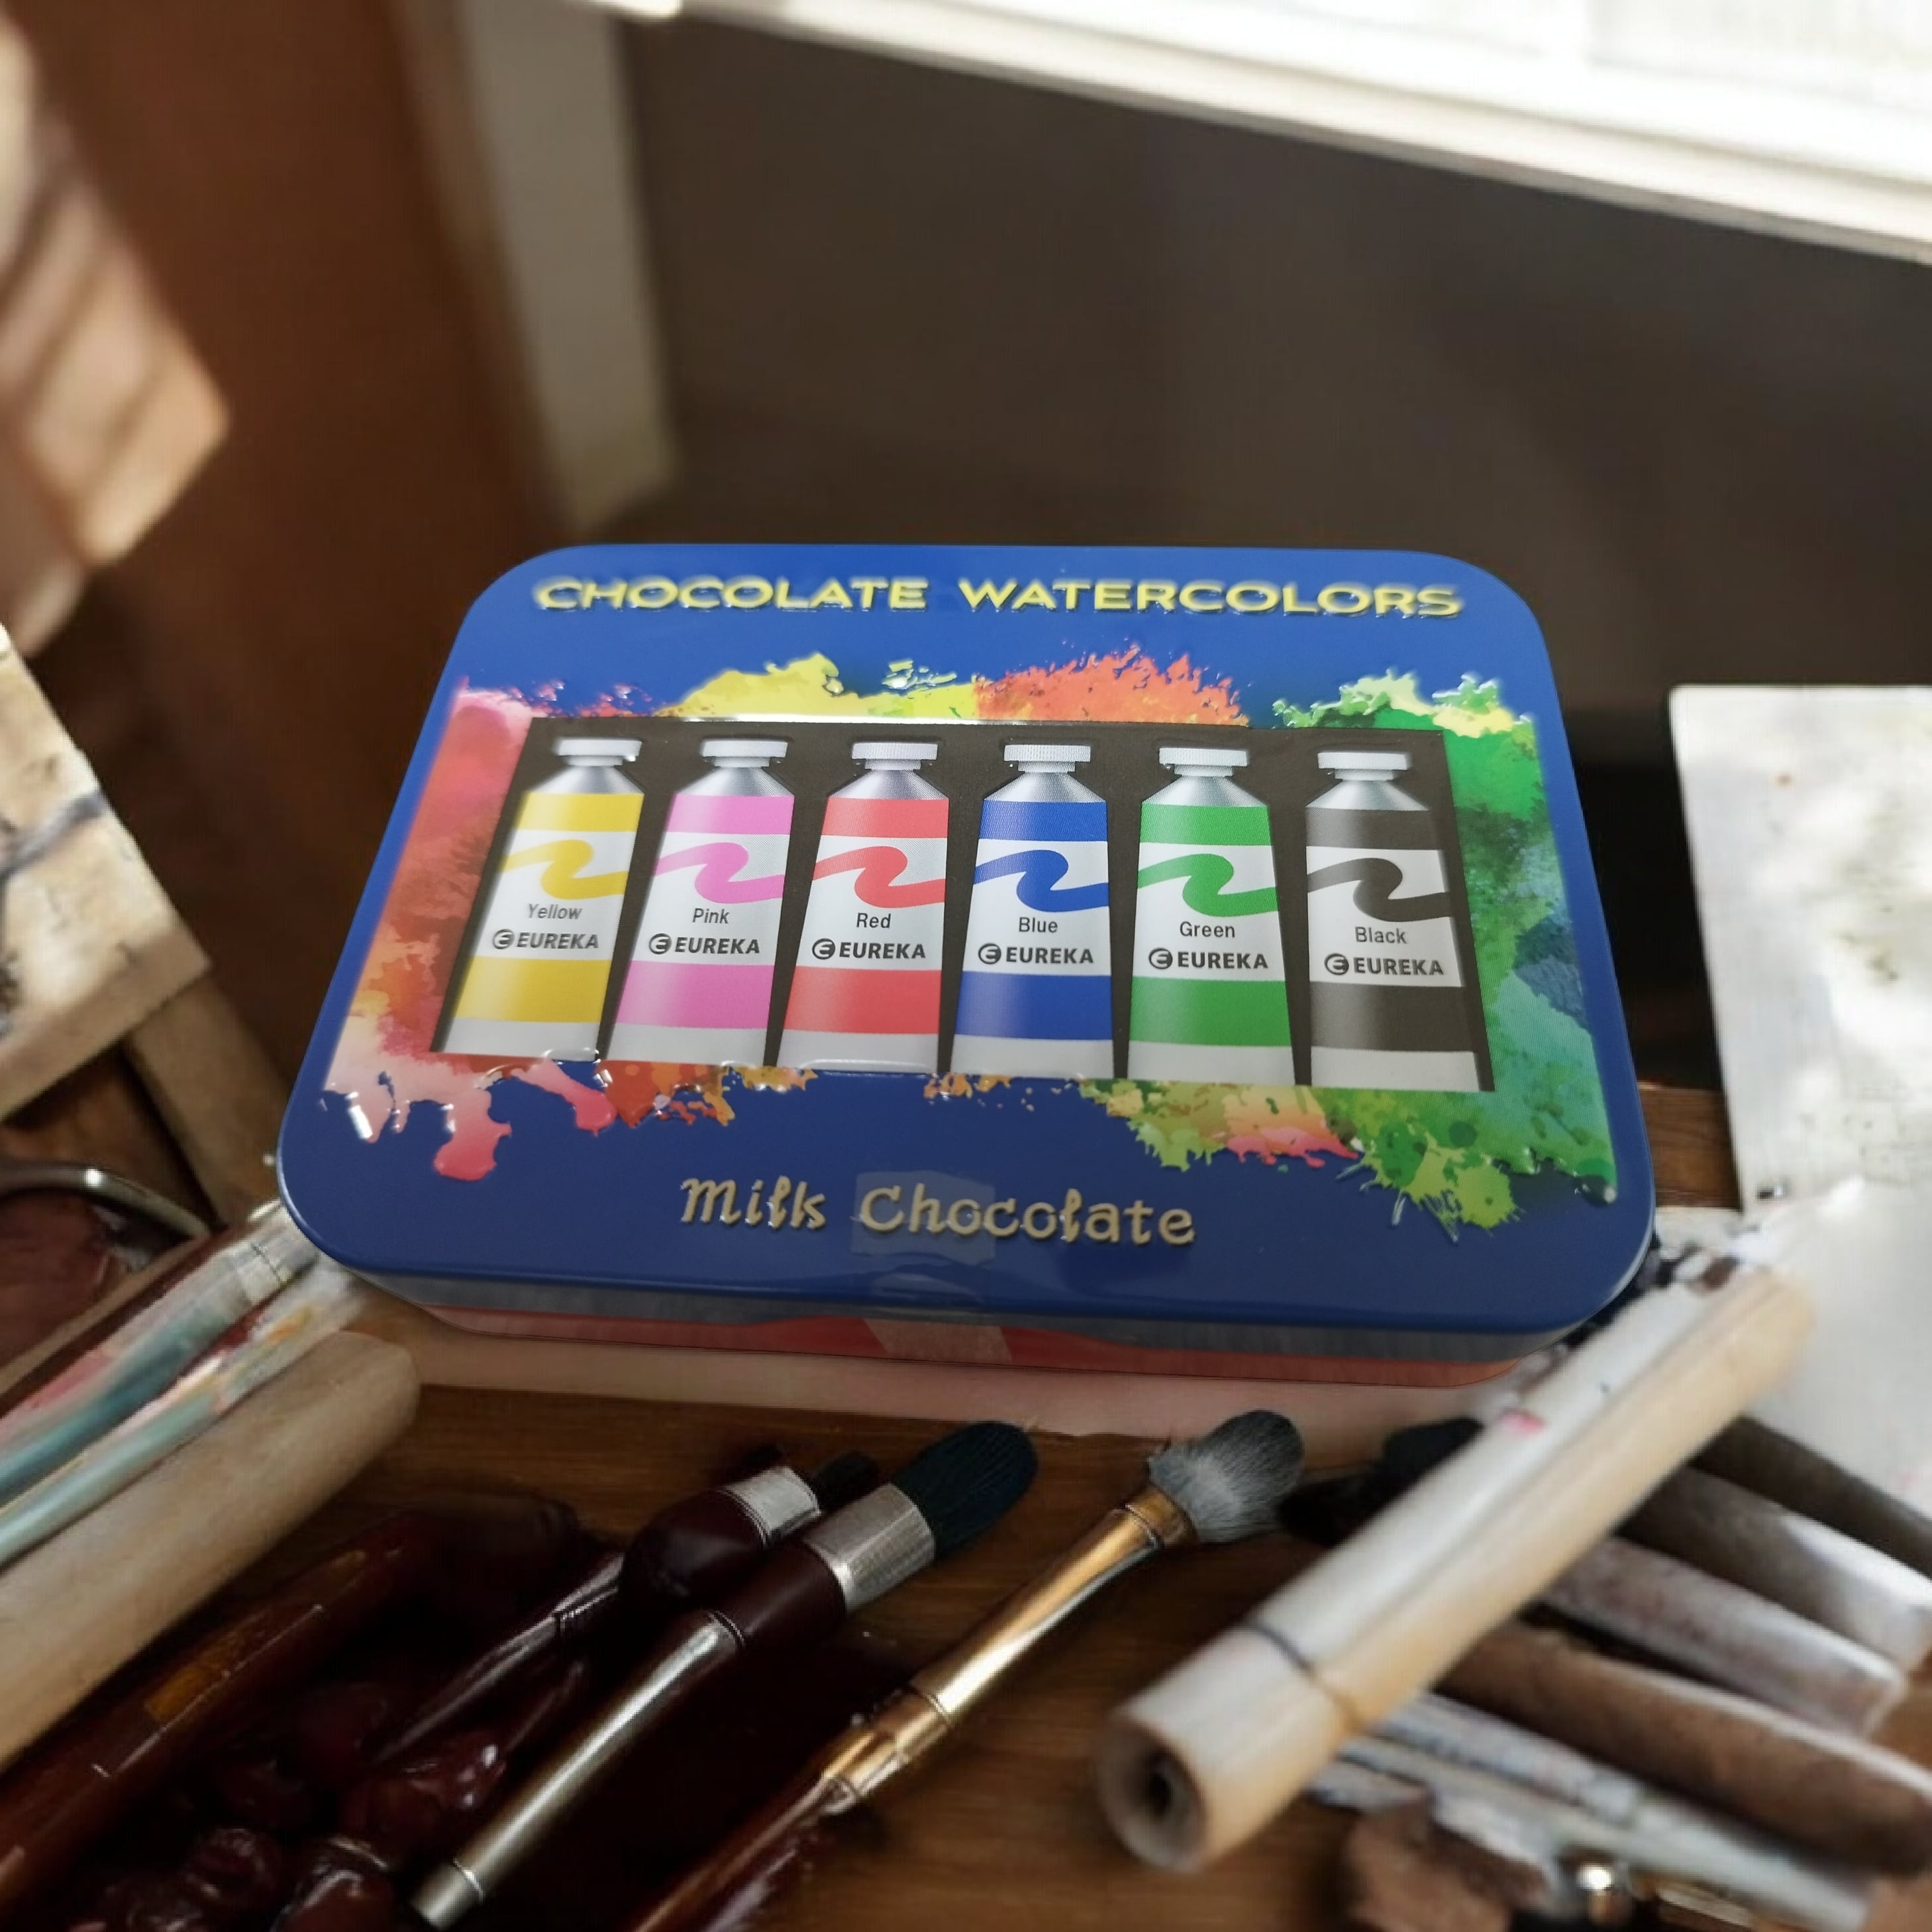 CHOCOLATE WATERCOLORS
Yellow
EUREKA
Pink
EUREKA
Red
EUREKA
Blue
EUREKA
Green
EUREKA
Black
EUREKA
Milk Chocolate